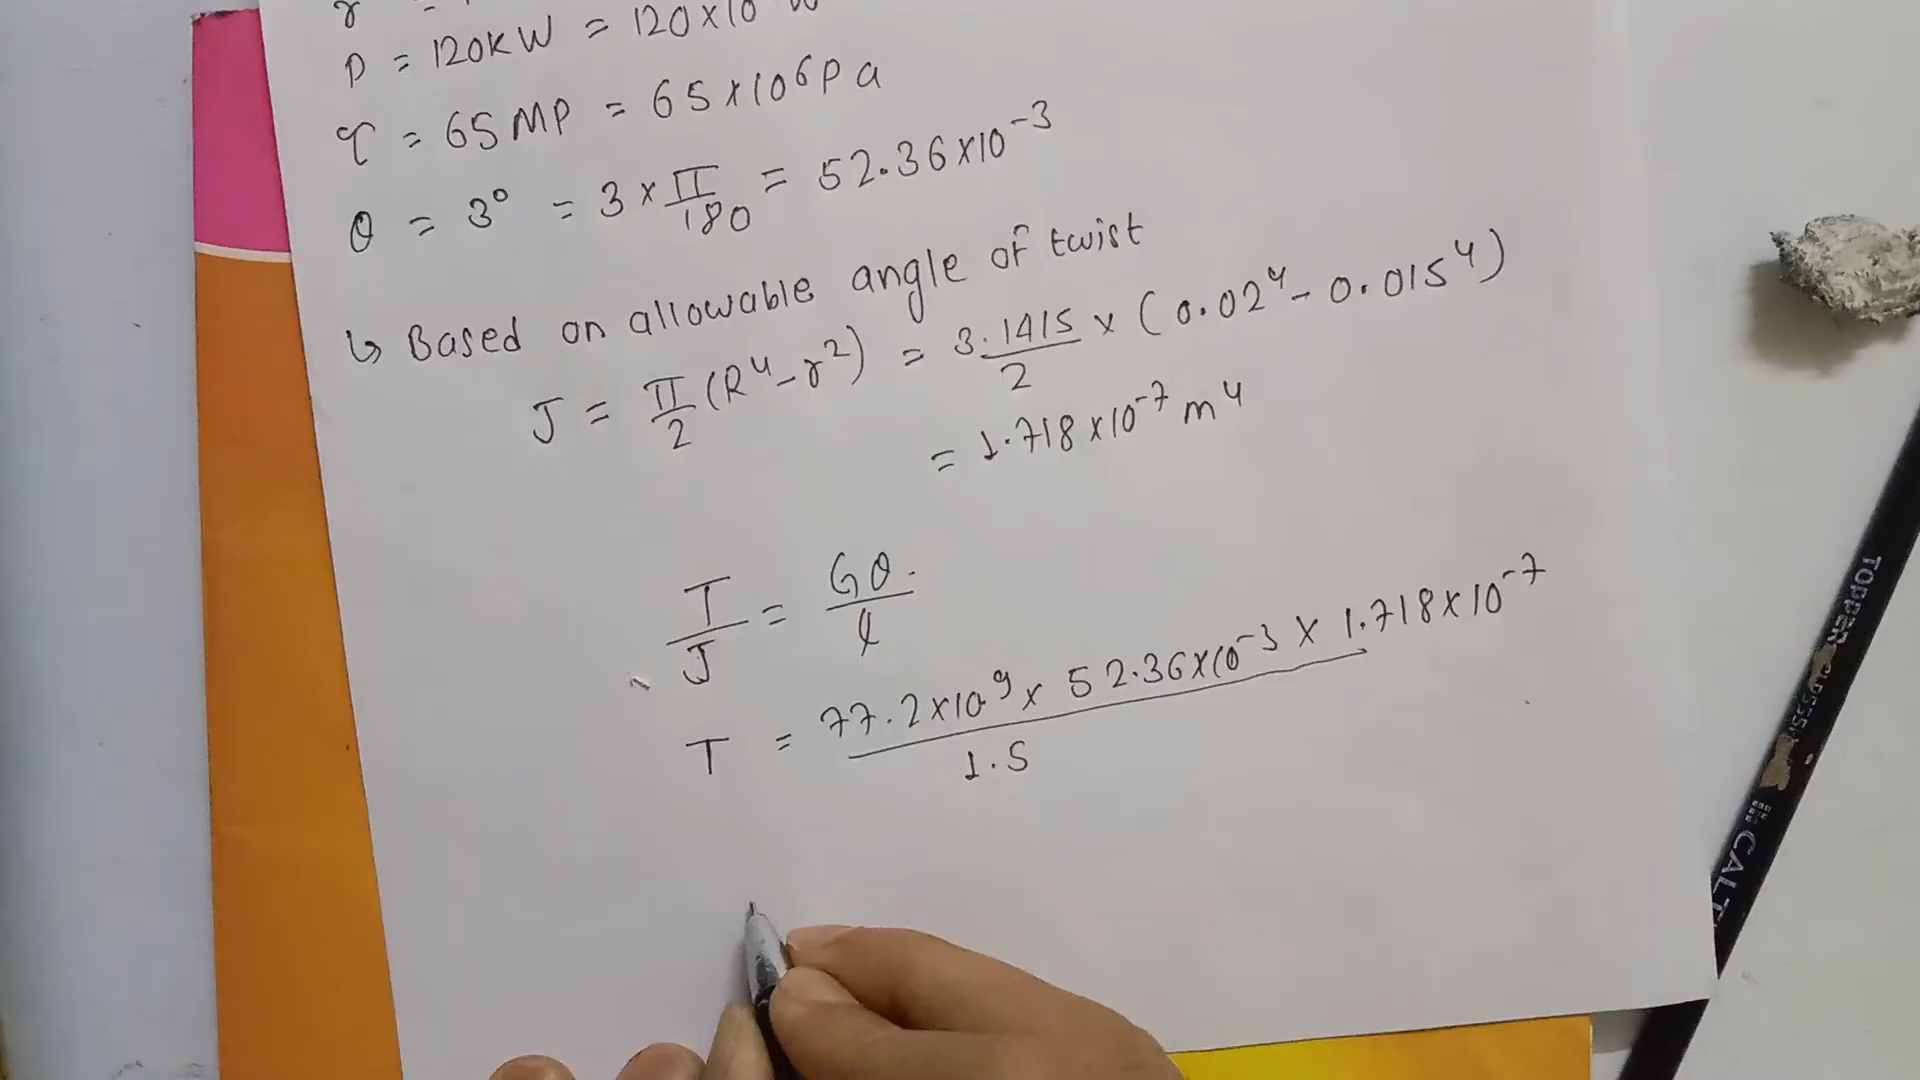 r =
P = 120KW = 120×10 W
τ = 65 MP = 65×10⁶ Pa
θ = 3° = 3 × π/180 = 52.36×10⁻³
↳ Based on allowable angle of twist
J = π/2 (R⁴-r²) = 3.1415/2 × (0.02⁴- 0.015⁴)
= 1.718×10⁻⁷ m⁴
T/J = Gθ/l
T = 77.2×10⁹ × 52.36×10⁻³ × 1.718×10⁻⁷ / 1.5
TOPPER
CALT